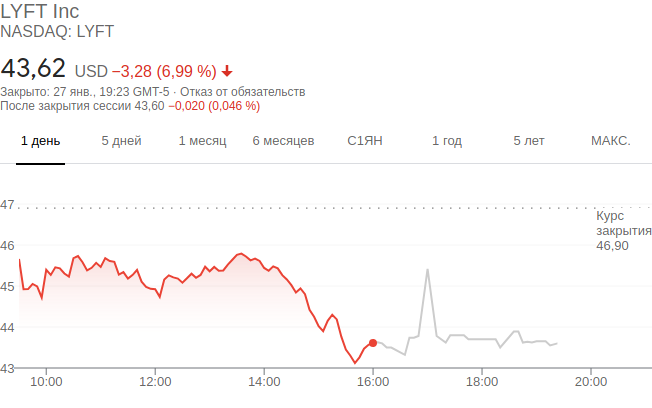 LYFT Inc
NASDAQ: LYFT
43,62 USD −3,28 (6,99 %)
Закрыто: 27 янв., 19:23 GMT-5 · Отказ от обязательств
После закрытия сессии 43,60 −0,020 (0,046 %)
1 день 5 дней 1 месяц 6 месяцев С1ЯН 1 год 5 лет МАКС.
47
Курс
закрытия
46,90
46
45
44
43
10:00 12:00 14:00 16:00 18:00 20:00